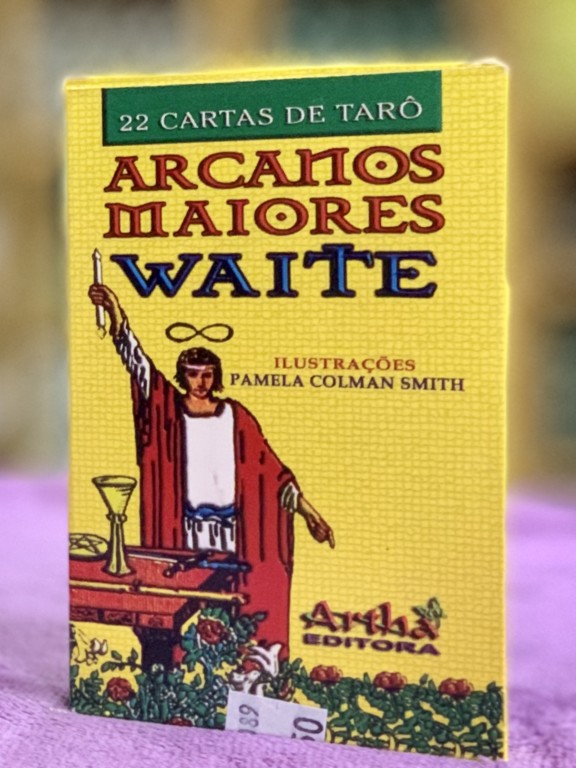 22 CARTAS DE TARÔ
ARCANOS
MAIORES
WAITE
ILUSTRAÇÕES
PAMELA COLMAN SMITH
Artha
EDITORA